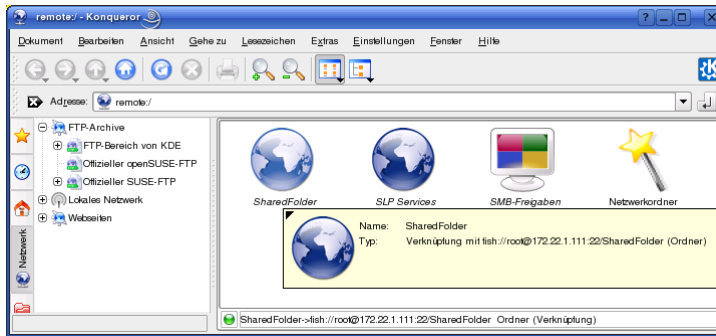 remote:/ - Konqueror
Dokument Bearbeiten Ansicht Gehe zu Lesezeichen Extras Einstellungen Fenster Hilfe
Adresse: remote:/
Netzwerk
FTP-Archive
FTP-Bereich von KDE
Offizieller openSUSE-FTP
Offizieller SUSE-FTP
Lokales Netzwerk
Webseiten
SharedFolder SLP Services SMB-Freigaben Netzwerkordner
Name: SharedFolder
Typ: Verknüpfung mit fish://root@172.22.1.111:22/SharedFolder (Ordner)
SharedFolder->fish://root@172.22.1.111:22/SharedFolder Ordner (Verknüpfung)